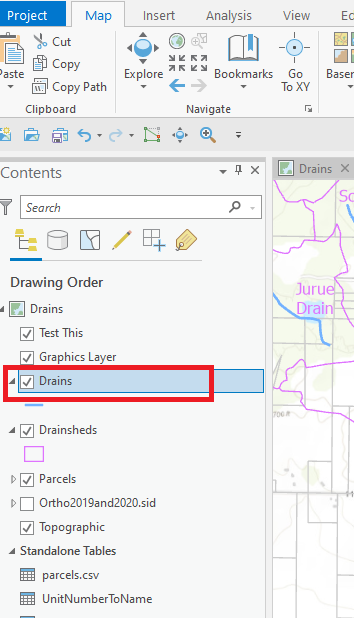 Project Map Insert Analysis View
Paste
Cut
Copy
Copy Path
Clipboard
Explore
Bookmarks
Go
To XY
Navigate
Contents
Search
Drawing Order
Drains
Test This
Graphics Layer
Drains
Drainsheds
Parcels
Ortho2019and2020.sid
Topographic
Standalone Tables
parcels.csv
UnitNumberToName
Drains
Jurue
Drain